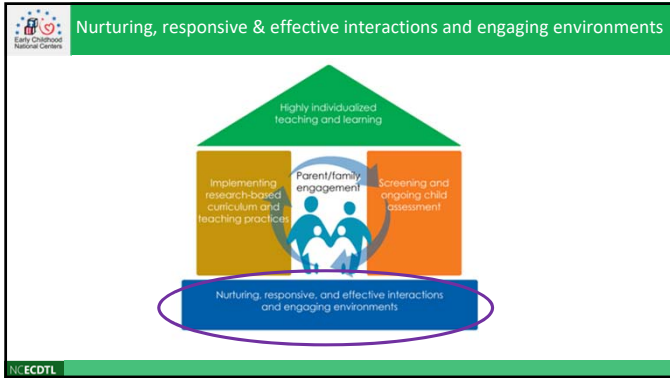 Early Childhood
National Centers
Nurturing, responsive & effective interactions and engaging environments
Highly individualized
teaching and learning
Implementing
research-based
curriculum and
teaching practices
Parent/family
engagement
Screening and
ongoing child
assessment
Nurturing, responsive, and effective interactions
and engaging environments
NCECDTL